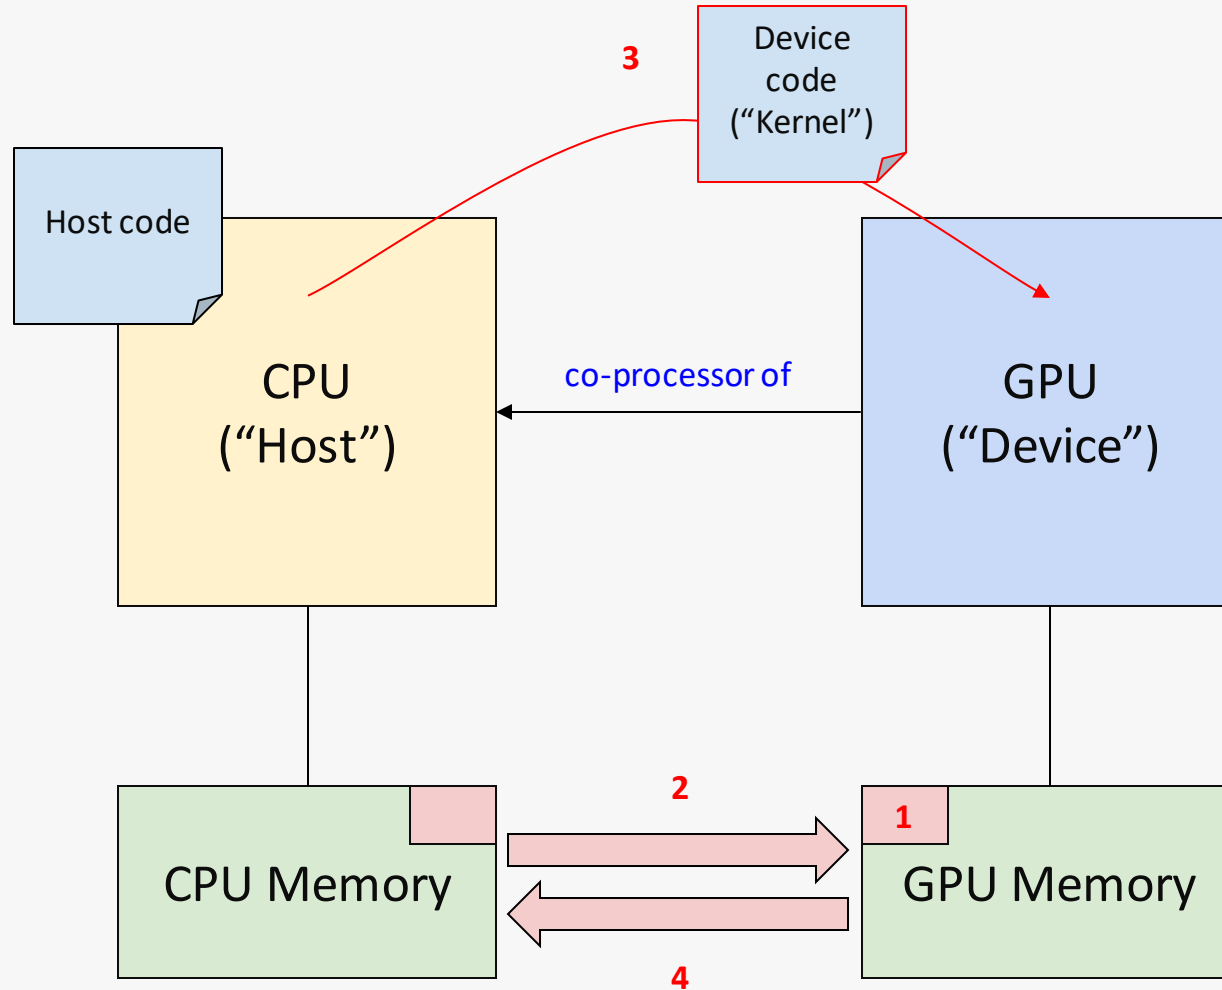 3
Device
code
(“Kernel”)
Host code
CPU
(“Host”)
co-processor of
GPU
(“Device”)
2
1
CPU Memory
GPU Memory
4